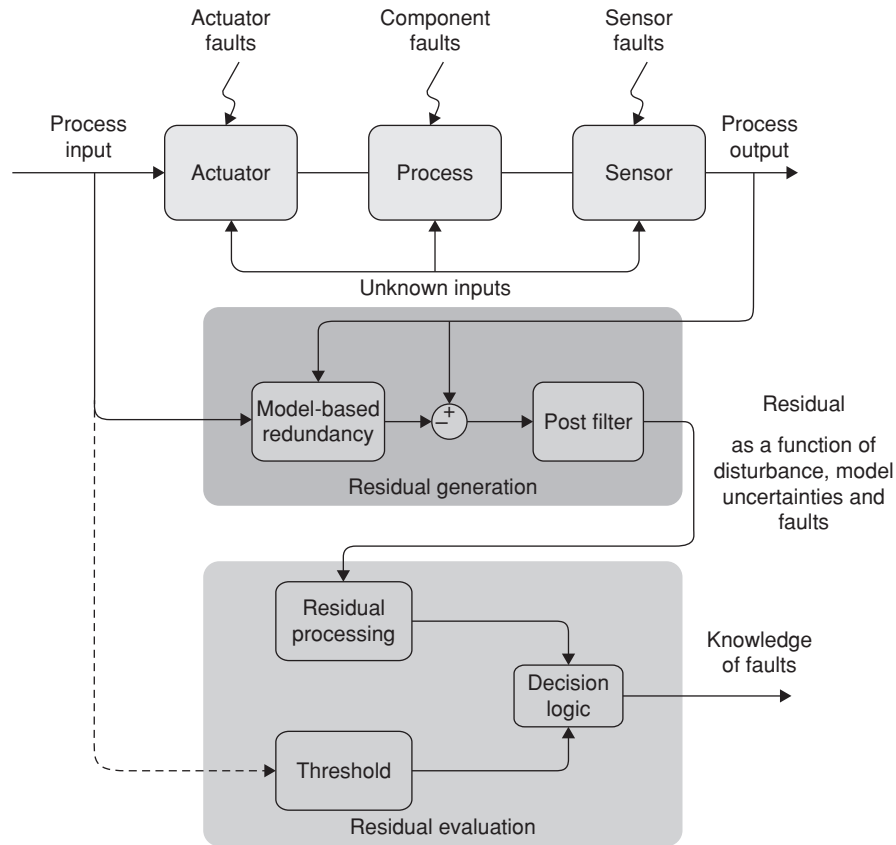 Actuator
faults
Component
faults
Sensor
faults
Process
input
Actuator
Process
Sensor
Process
output
Unknown inputs
Model-based
redundancy
− +
Post filter
Residual generation
Residual
as a function of
disturbance, model
uncertainties and
faults
Residual
processing
Decision
logic
Knowledge
of faults
Threshold
Residual evaluation